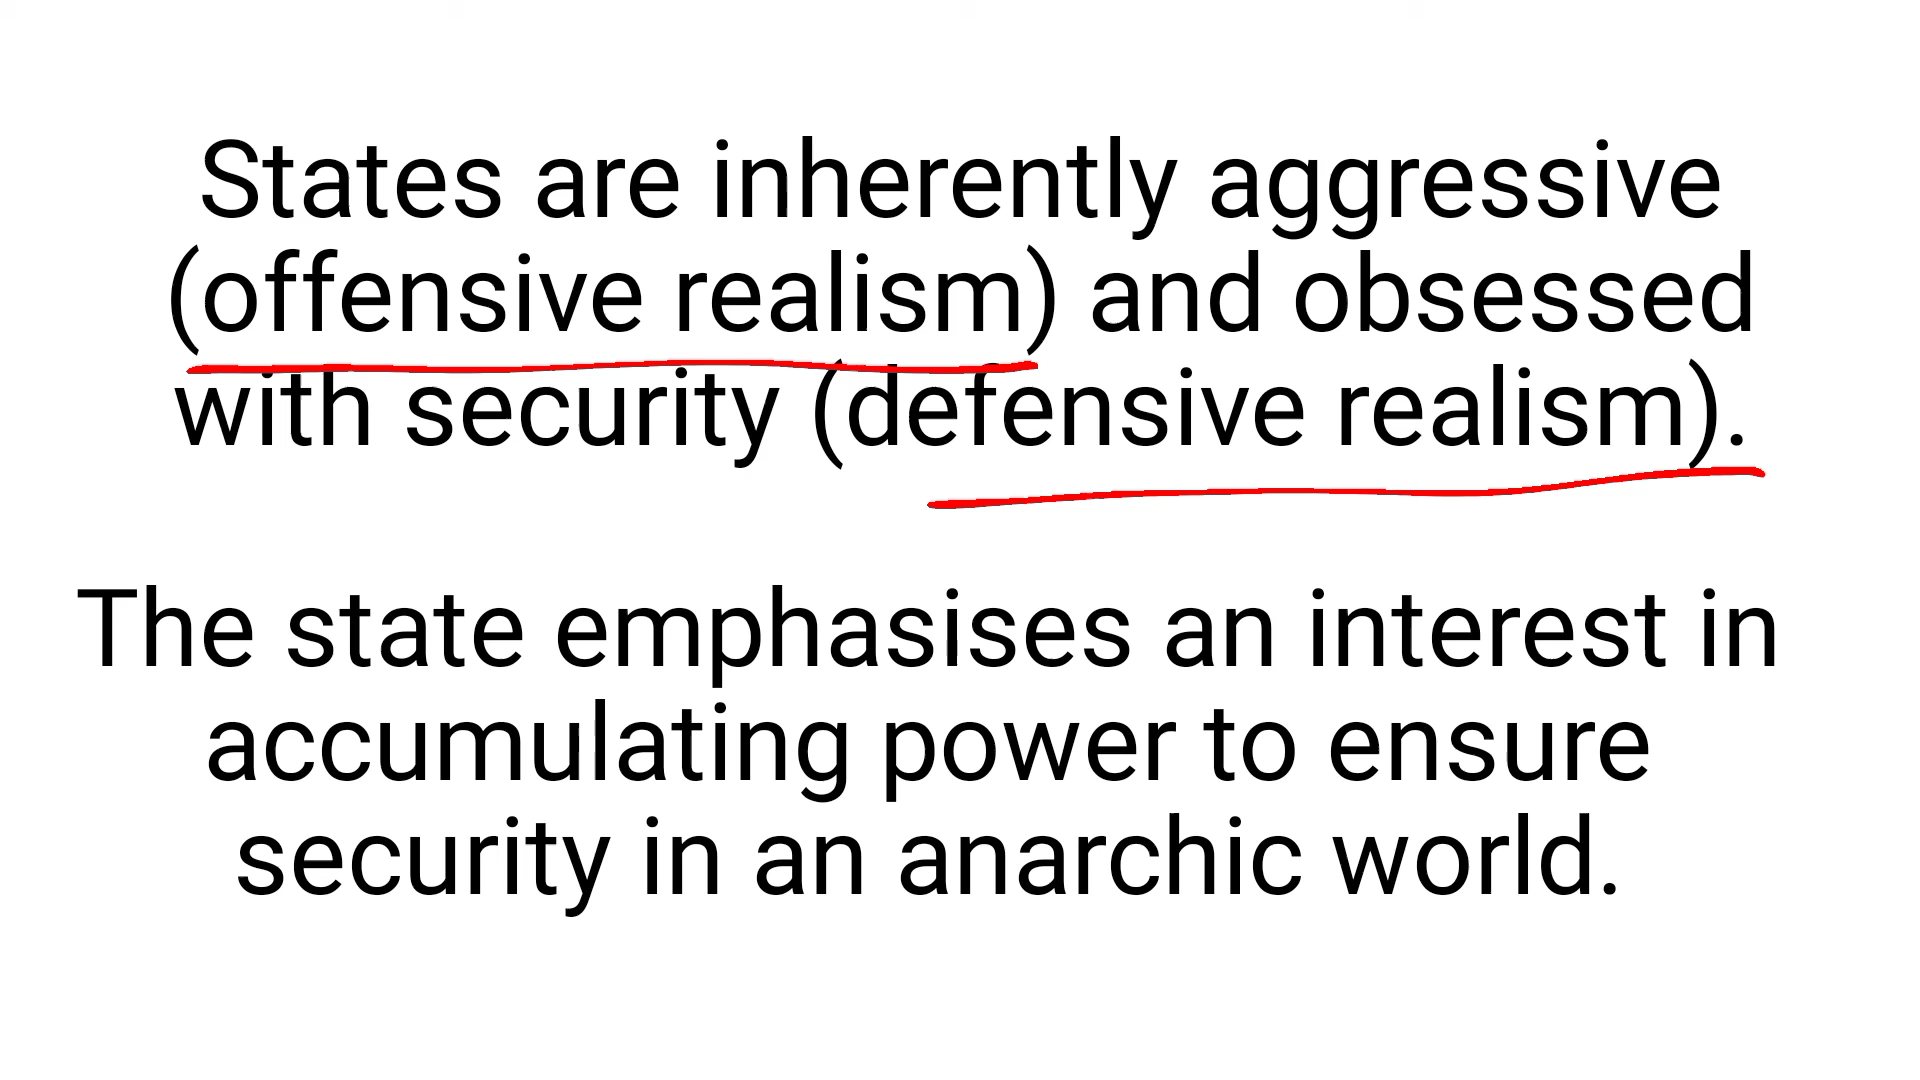 States are inherently aggressive
(offensive realism) and obsessed
with security (defensive realism).
The state emphasises an interest in
accumulating power to ensure
security in an anarchic world.